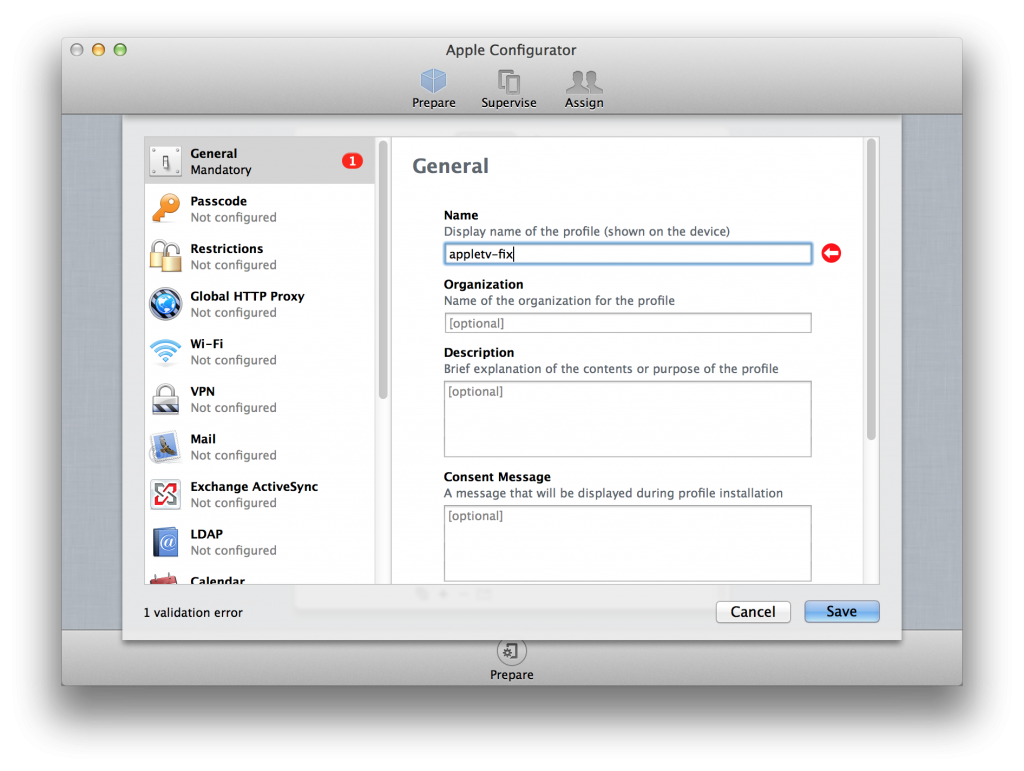 Apple Configurator
Prepare
Supervise
Assign
General
Mandatory
1
Passcode
Not configured
Restrictions
Not configured
Global HTTP Proxy
Not configured
Wi-Fi
Not configured
VPN
Not configured
Mail
Not configured
Exchange ActiveSync
Not configured
LDAP
Not configured
Calendar
General
Name
Display name of the profile (shown on the device)
appletv-fix
Organization
Name of the organization for the profile
[optional]
Description
Brief explanation of the contents or purpose of the profile
[optional]
Consent Message
A message that will be displayed during profile installation
[optional]
1 validation error
Cancel
Save
Prepare